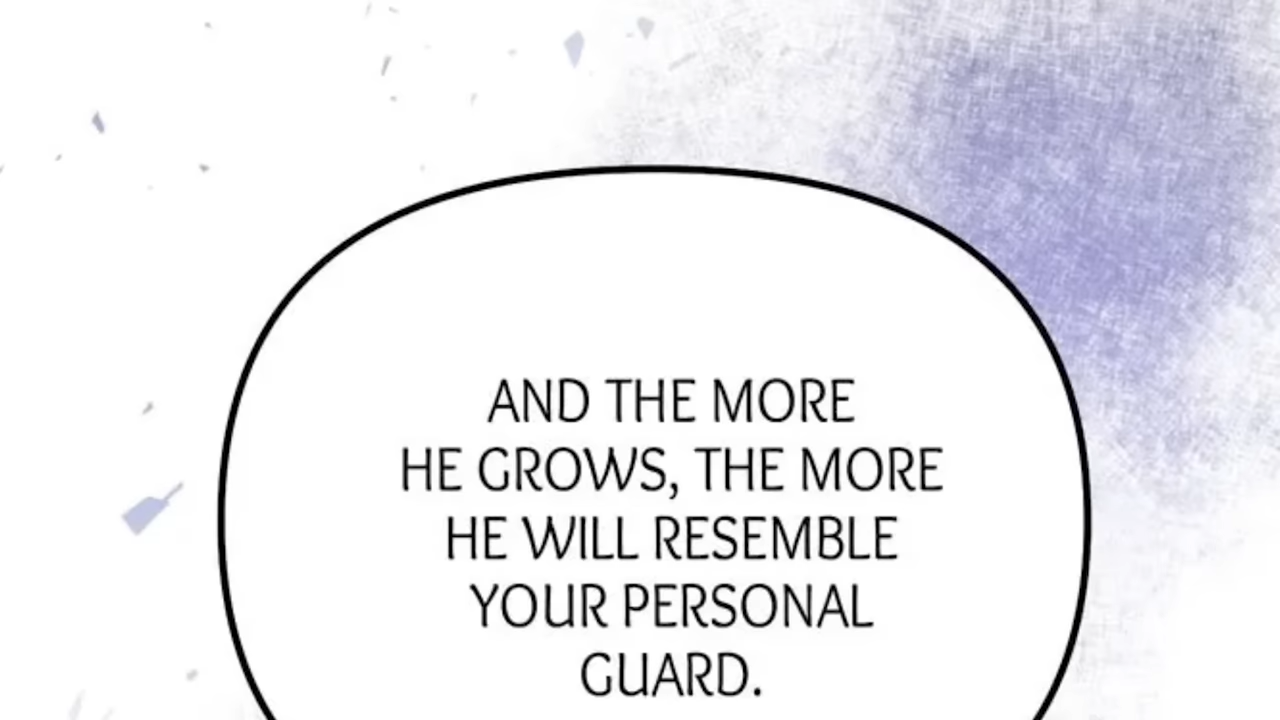 AND THE MORE
HE GROWS, THE MORE
HE WILL RESEMBLE
YOUR PERSONAL
GUARD.